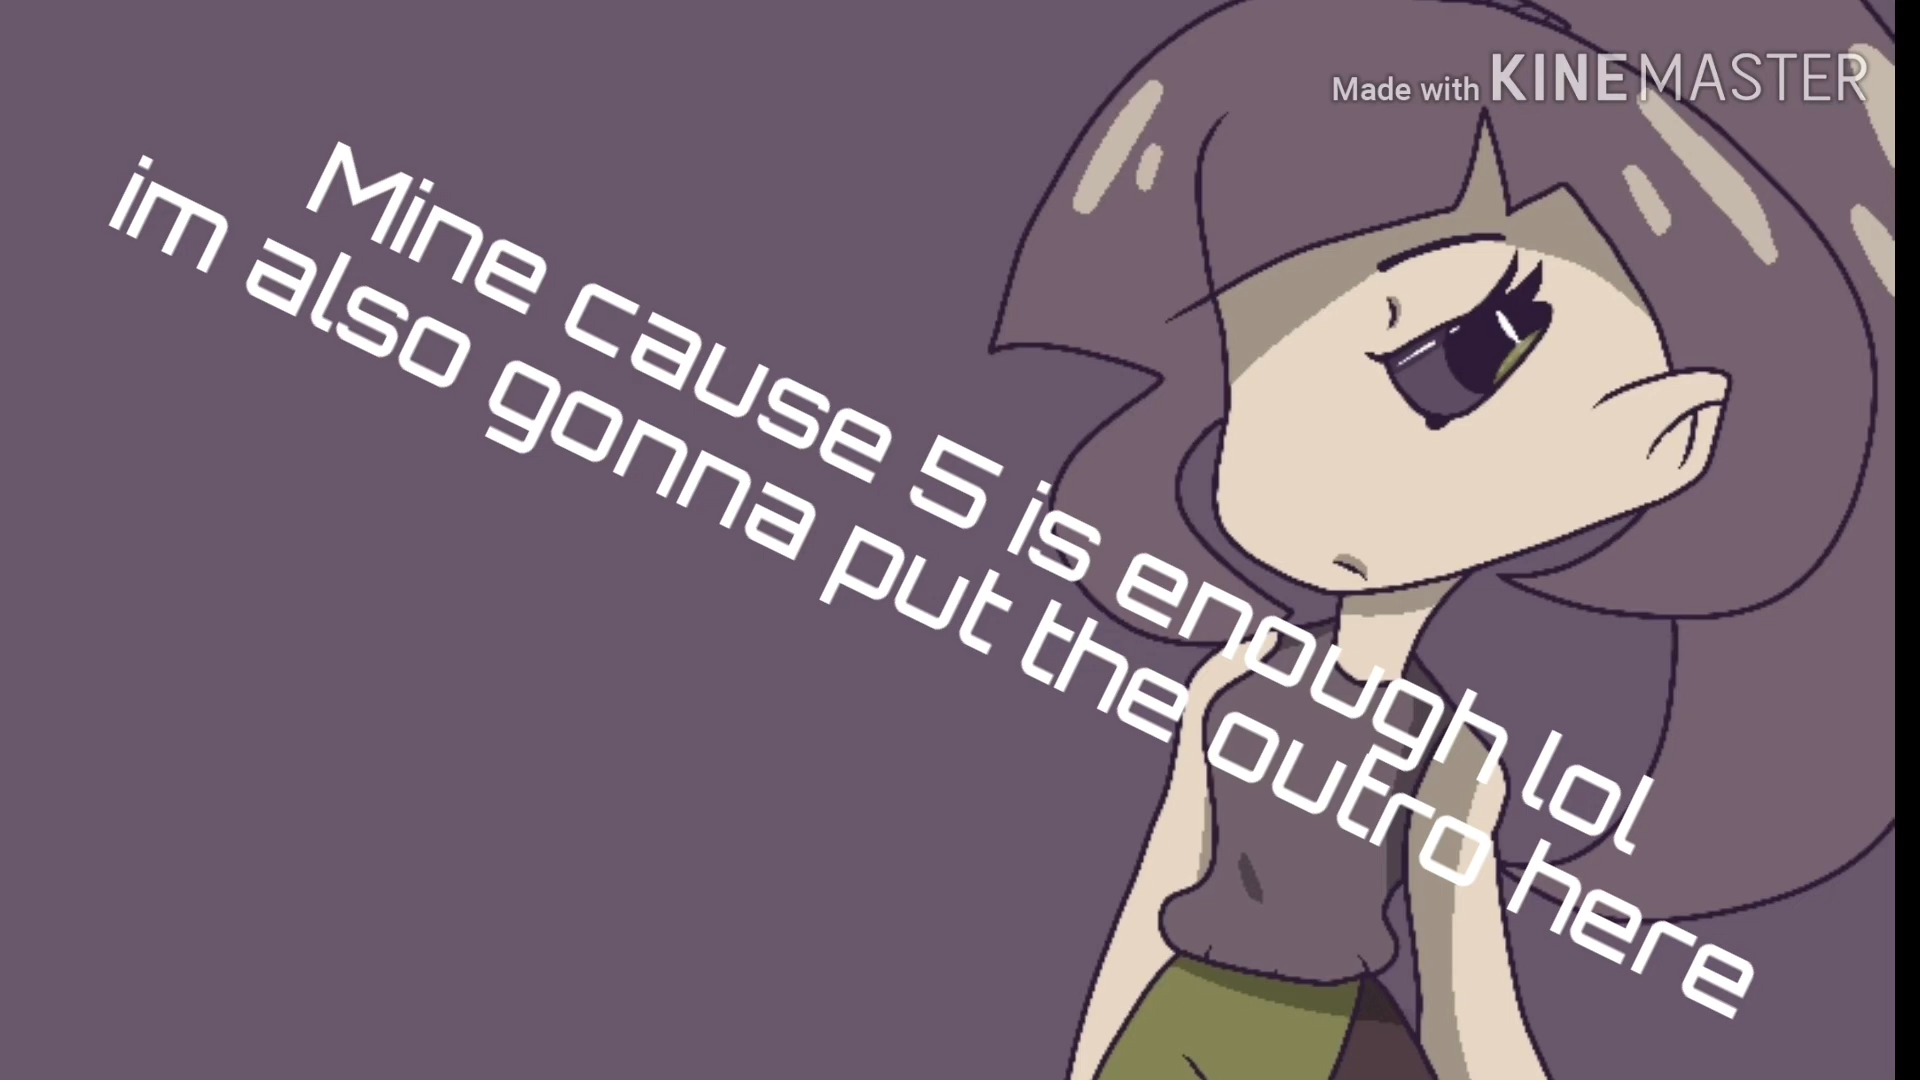 Made with KINEMASTER
Mine cause 5 is enough lol
im also gonna put the outro here